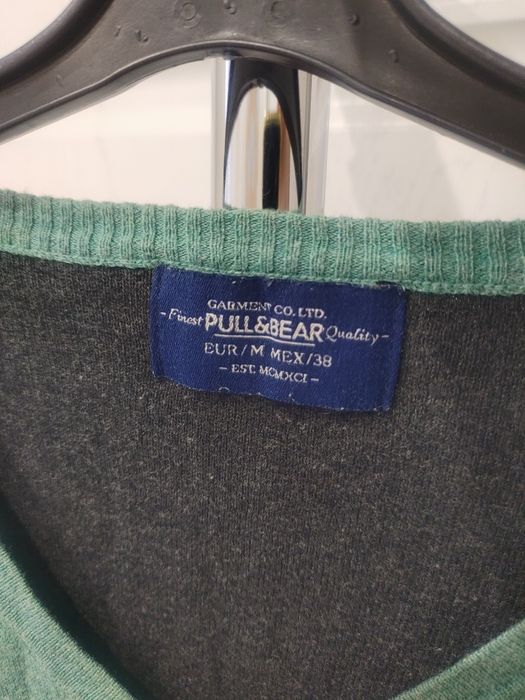 GARMENT CO. LTD.
- Finest PULL&BEAR Quality -
EUR/M MEX/38
- EST. MCMXCI -